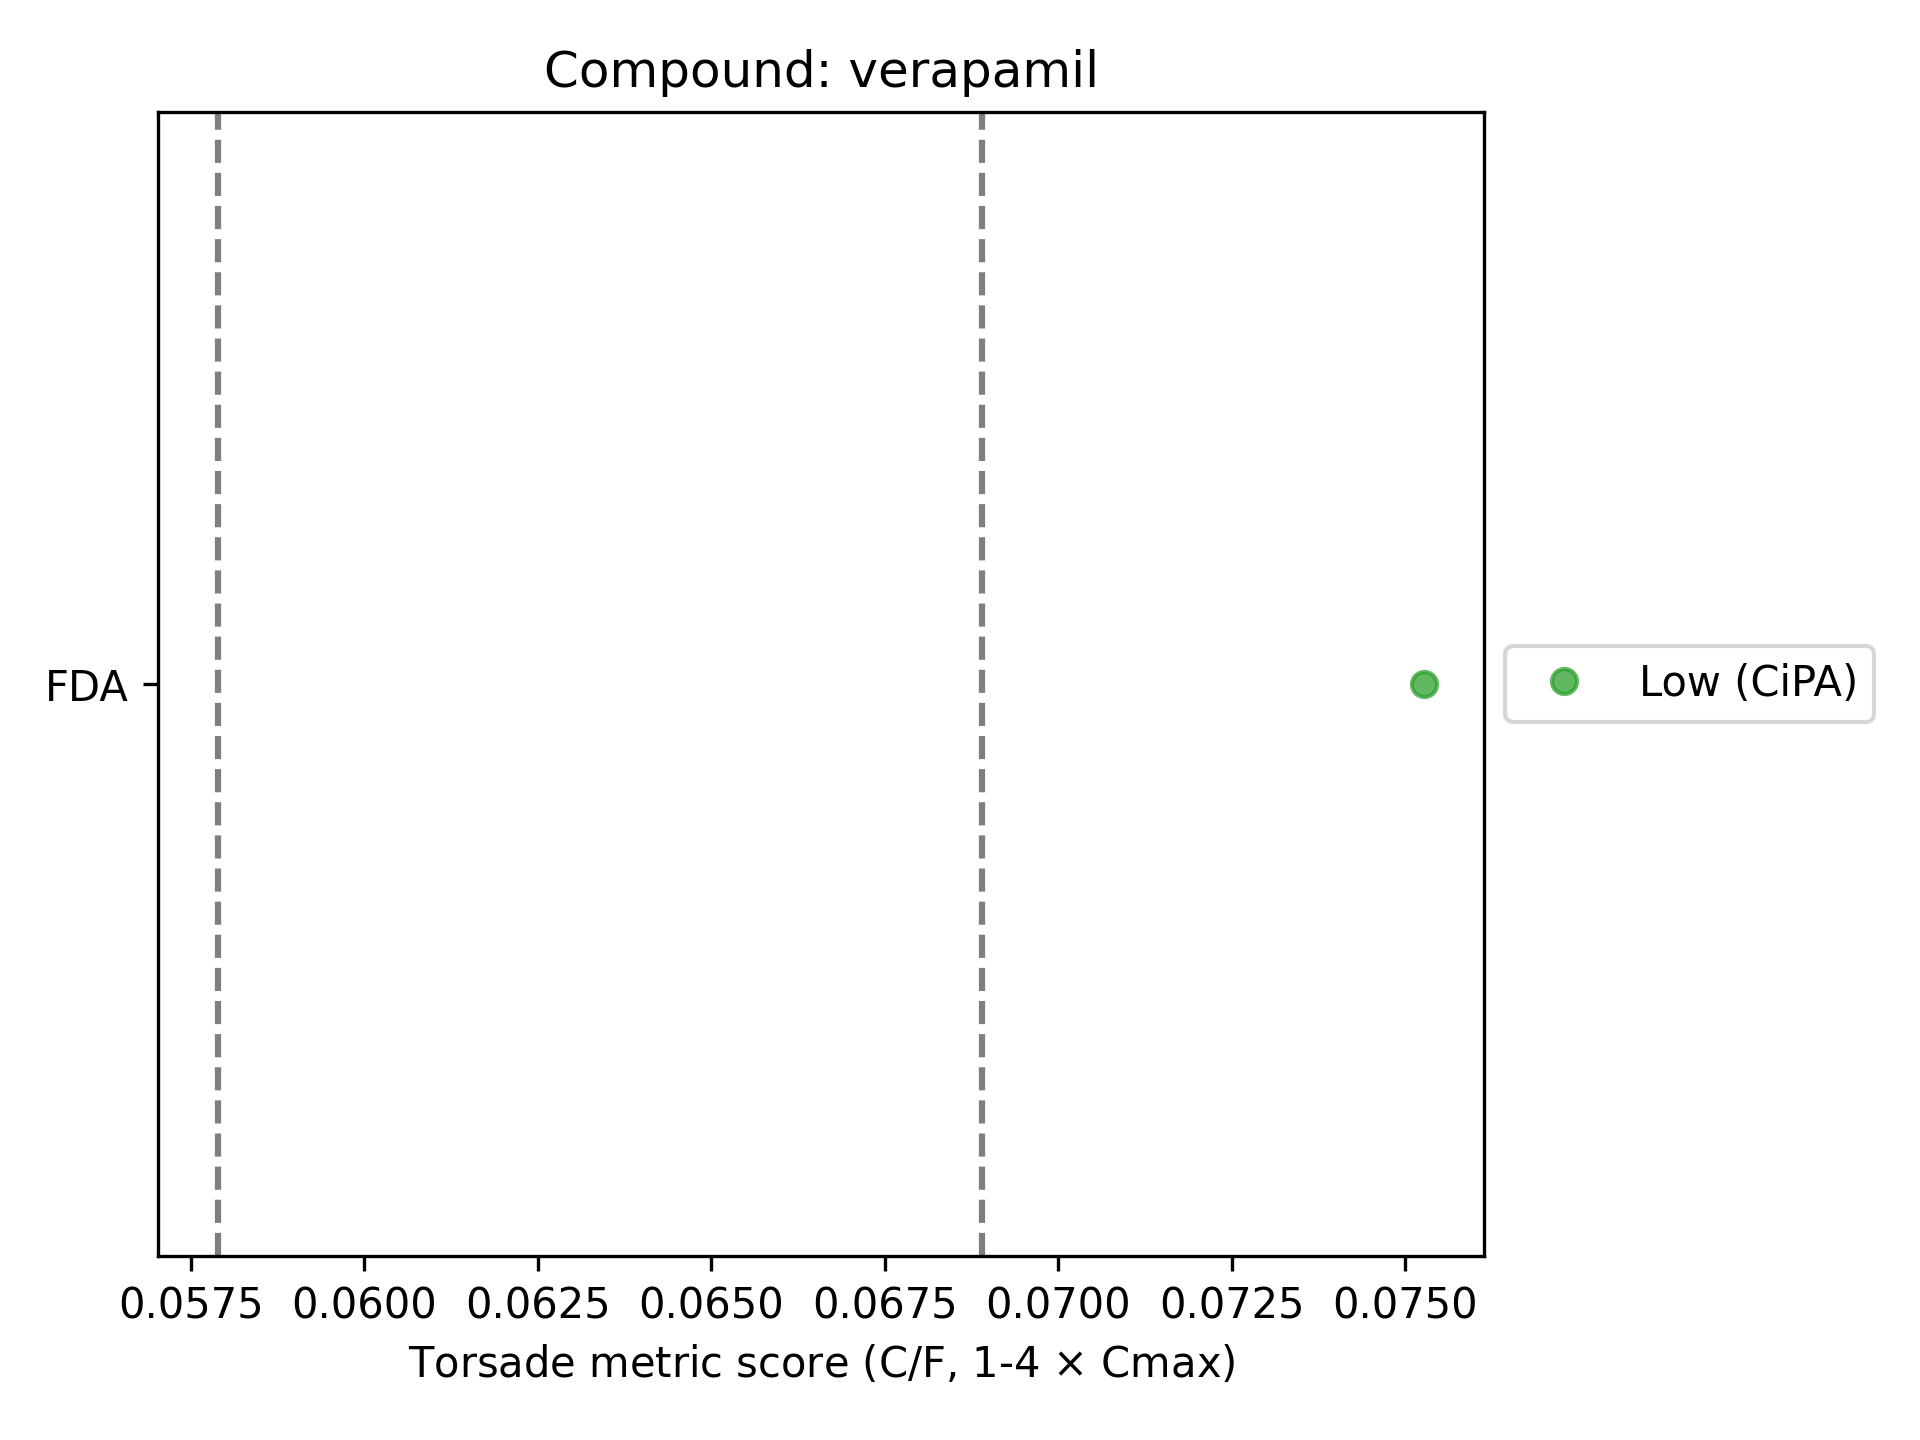 Compound: verapamil
FDA
Low (CiPA)
0.0575 0.0600 0.0625 0.0650 0.0675 0.0700 0.0725 0.0750
Torsade metric score (C/F, 1-4 × Cmax)